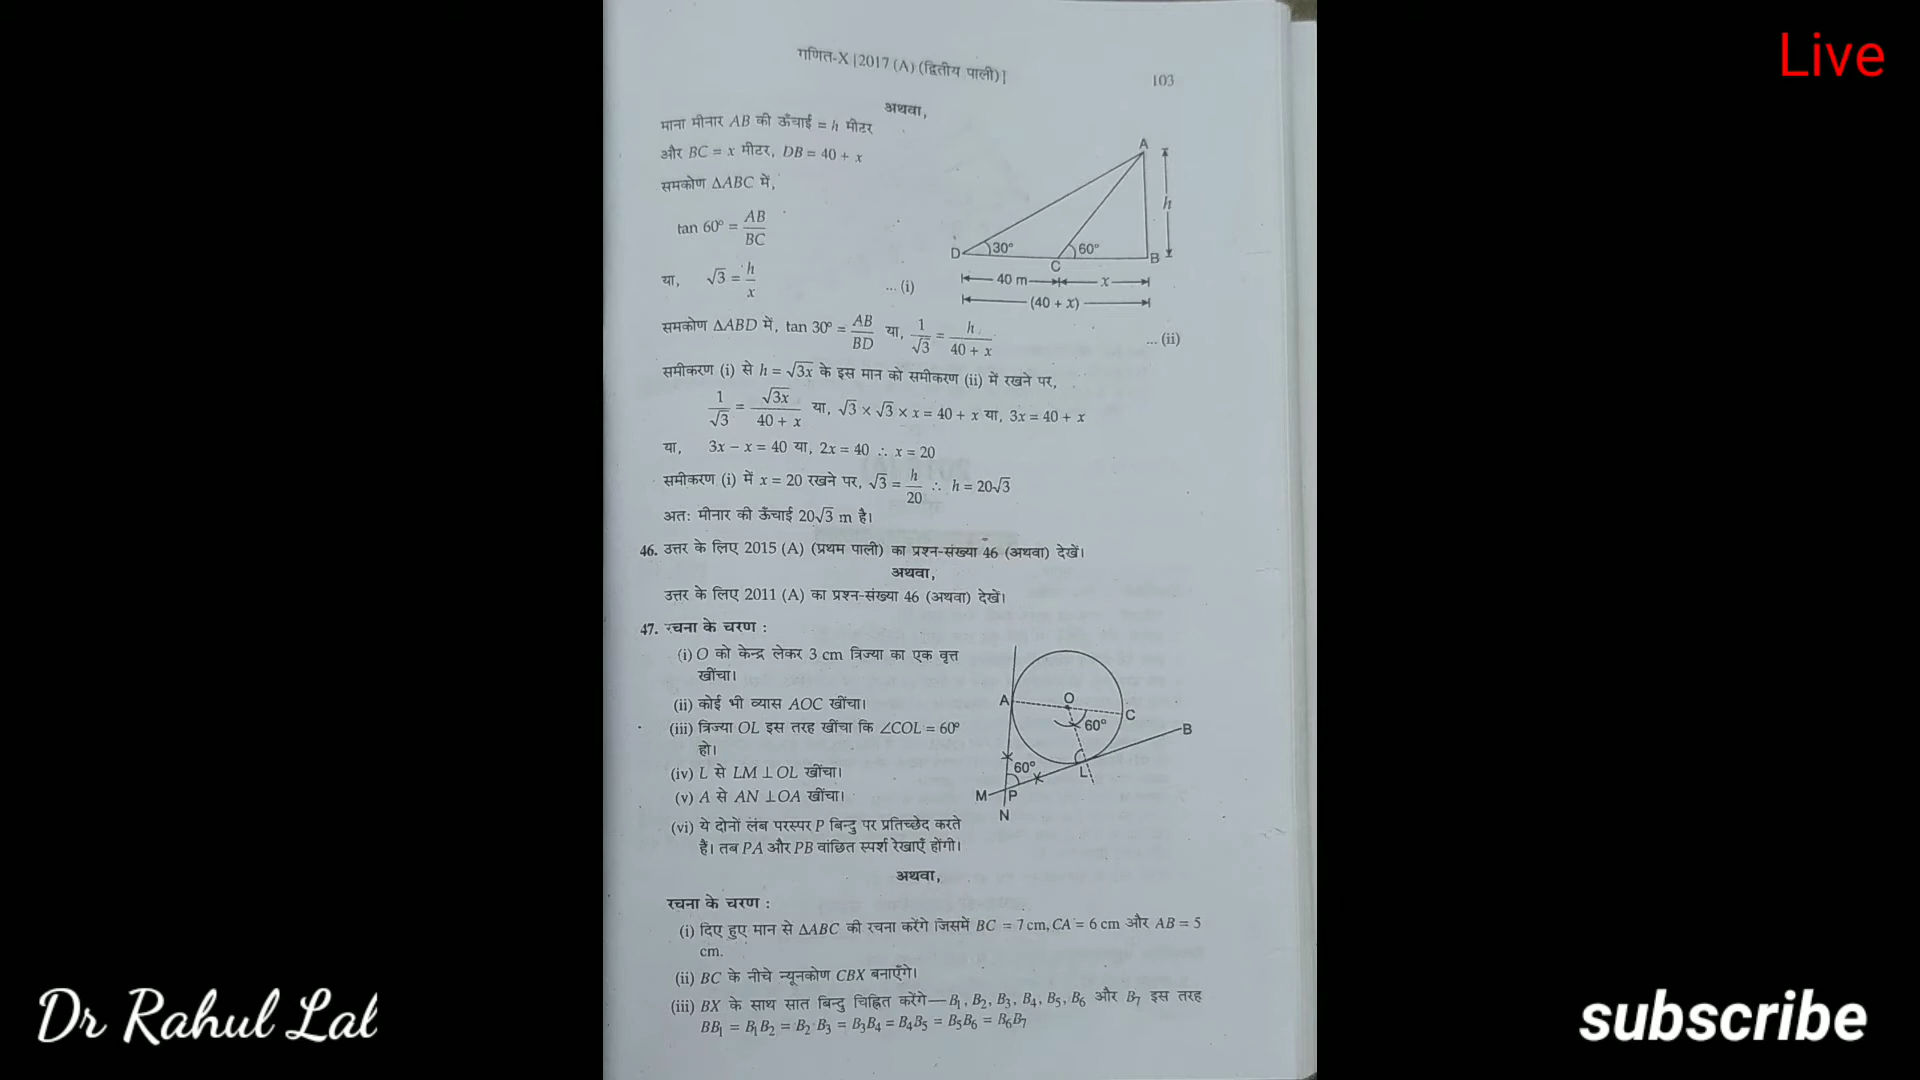 Live
गणित-X [2017 (A) (द्वितीय पाली)]
103
अथवा,
माना मीनार AB की ऊँचाई = h मीटर
और BC = x मीटर, DB = 40 + x
समकोण ΔABC में,
tan 60° = AB/BC
या, √3 = h/x ... (i)
A
h
D 30° C 60° B
40 m x
(40 + x)
समकोण ΔABD में, tan 30° = AB/BD या, 1/√3 = h/(40 + x) ... (ii)
समीकरण (i) से h = √3x के इस मान को समीकरण (ii) में रखने पर,
1/√3 = √3x/(40 + x) या, √3 × √3 × x = 40 + x या, 3x = 40 + x
या, 3x – x = 40 या, 2x = 40 ∴ x = 20
समीकरण (i) में x = 20 रखने पर, √3 = h/20 ∴ h = 20√3
अतः मीनार की ऊँचाई 20√3 m है।
46. उत्तर के लिए 2015 (A) (प्रथम पाली) का प्रश्न-संख्या 46 (अथवा) देखें।
अथवा,
उत्तर के लिए 2011 (A) का प्रश्न-संख्या 46 (अथवा) देखें।
47. रचना के चरण :
(i) O को केन्द्र लेकर 3 cm त्रिज्या का एक वृत्त
खींचा।
(ii) कोई भी व्यास AOC खींचा।
(iii) त्रिज्या OL इस तरह खींचा कि ∠COL = 60°
हो।
(iv) L से LM ⊥ OL खींचा।
(v) A से AN ⊥ OA खींचा।
(vi) ये दोनों लंब परस्पर P बिन्दु पर प्रतिच्छेद करते
हैं। तब PA और PB वांछित स्पर्श रेखाएँ होंगी।
A O C
60° B
60° L
M P
N
अथवा,
रचना के चरण :
(i) दिए हुए मान से ΔABC की रचना करेंगे जिसमें BC = 7 cm, CA = 6 cm और AB = 5
cm.
(ii) BC के नीचे न्यूनकोण CBX बनाएँगे।
(iii) BX के साथ सात बिन्दु चिह्नित करेंगे—B₁, B₂, B₃, B₄, B₅, B₆ और B₇ इस तरह
BB₁ = B₁B₂ = B₂B₃ = B₃B₄ = B₄B₅ = B₅B₆ = B₆B₇
Dr Rahul Lal
subscribe